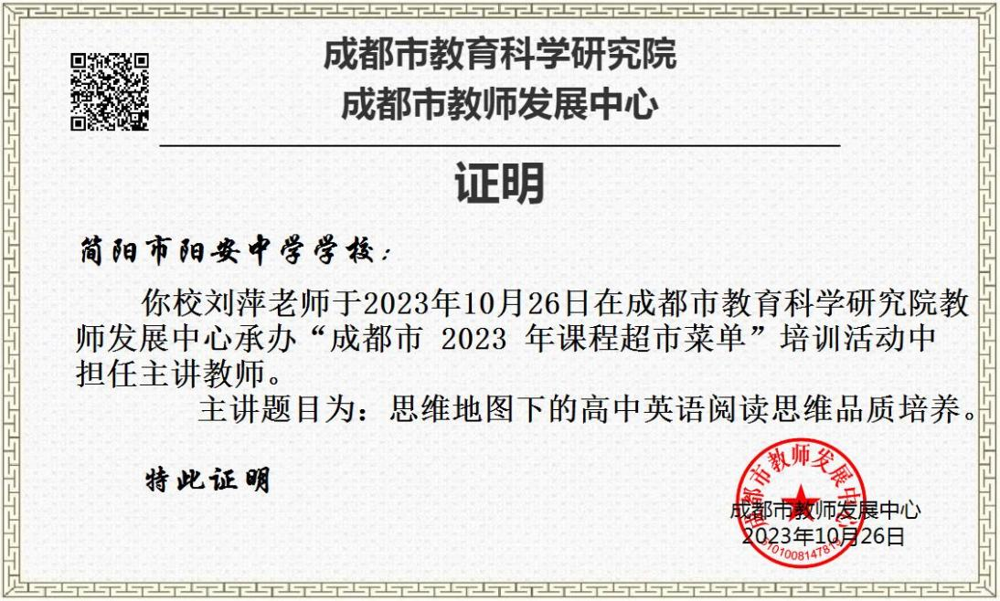 成都市教育科学研究院
成都市教师发展中心
证明
简阳市阳安中学学校：
你校刘萍老师于2023年10月26日在成都市教育科学研究院教
师发展中心承办“成都市 2023 年课程超市菜单”培训活动中
担任主讲教师。
主讲题目为：思维地图下的高中英语阅读思维品质培养。
特此证明
成都市教师发展中心
成都市教师发展中心
2023年10月26日